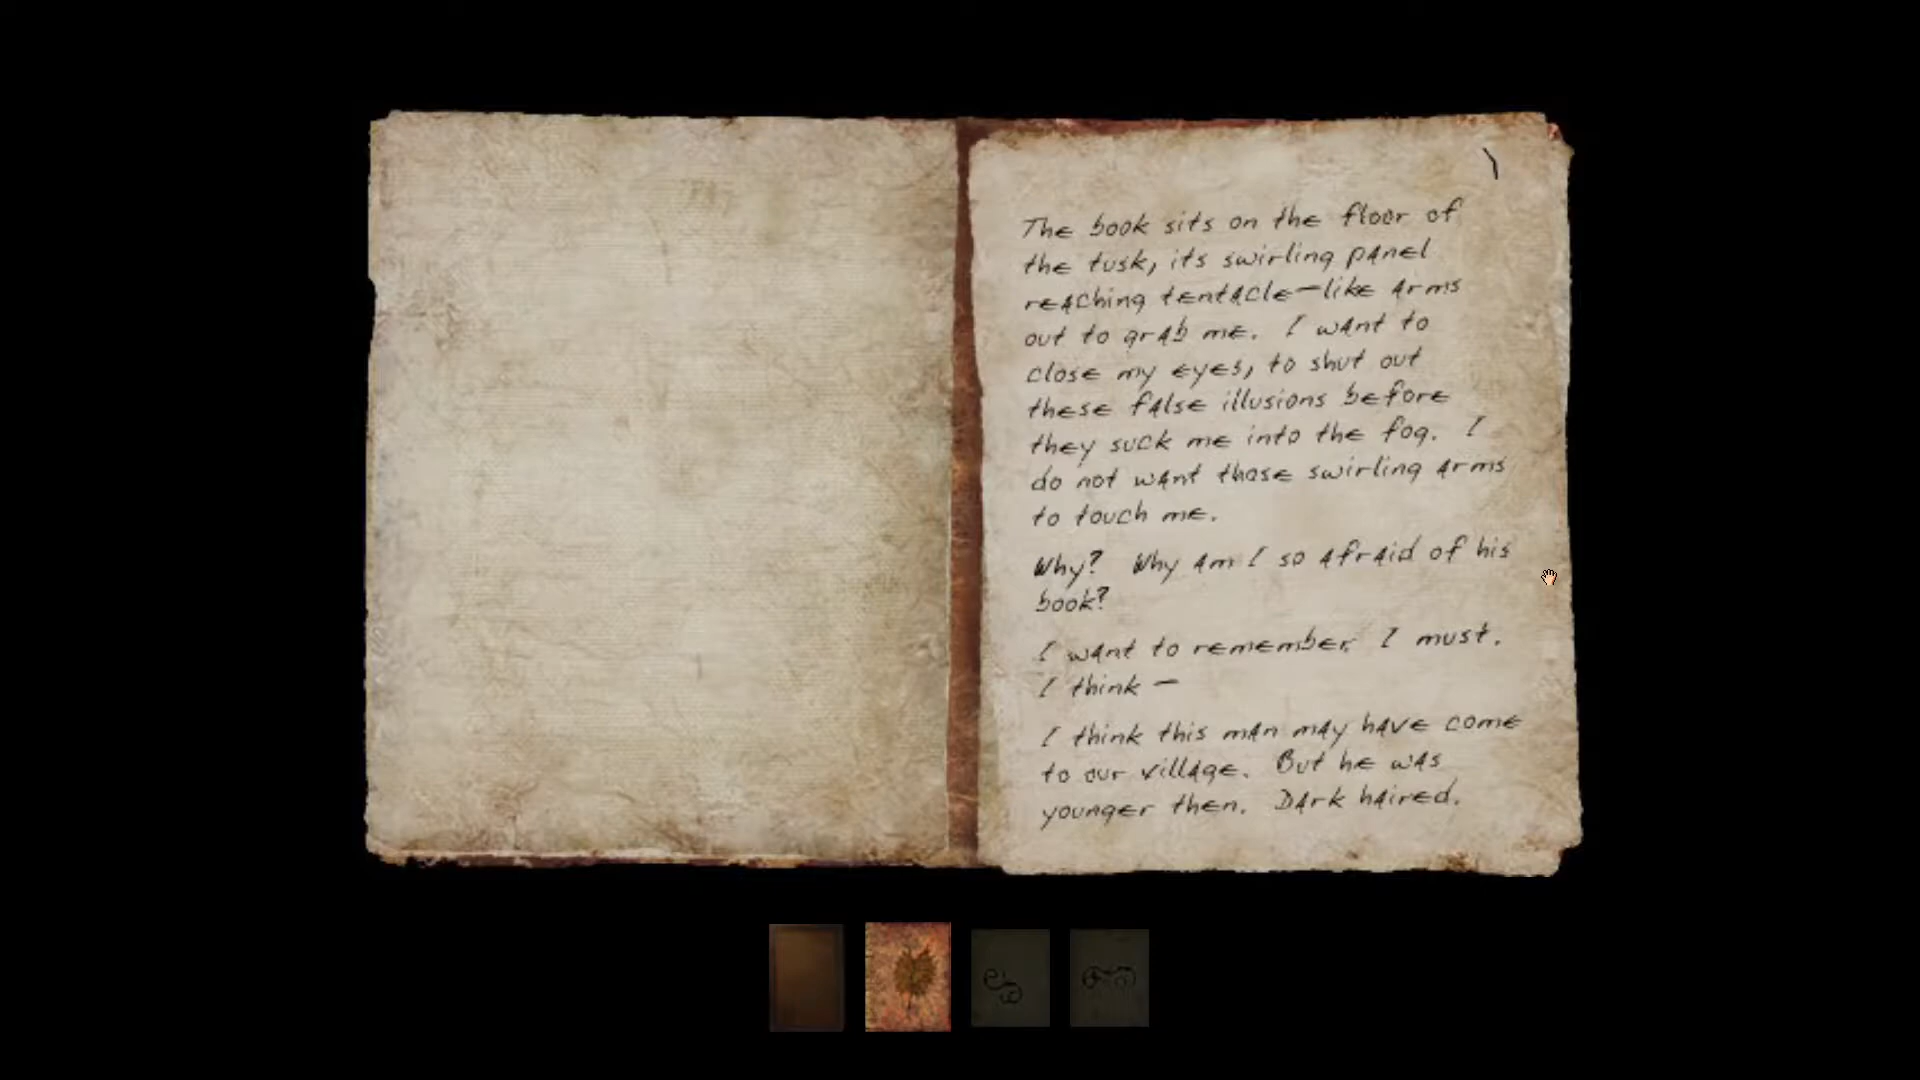 The book sits on the floor of
the tusk, its swirling panel
reaching tentacle-like arms
out to grab me. I want to
close my eyes, to shut out
these false illusions before
they suck me into the fog. I
do not want those swirling arms
to touch me.
Why? Why am I so afraid of his
book?
I want to remember. I must.
I think —
I think this man may have come
to our village. But he was
younger then. Dark haired.